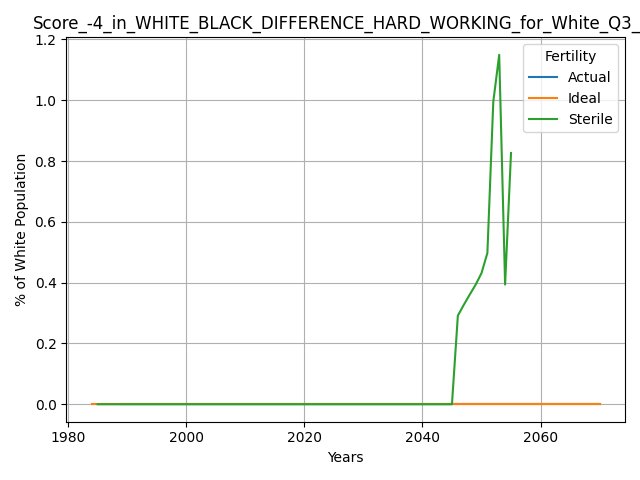 Score_-4_in_WHITE_BLACK_DIFFERENCE_HARD_WORKING_for_White_Q3_
% of White Population
1.2
1.0
0.8
0.6
0.4
0.2
0.0
Fertility
Actual
Ideal
Sterile
1980 2000 2020 2040 2060
Years